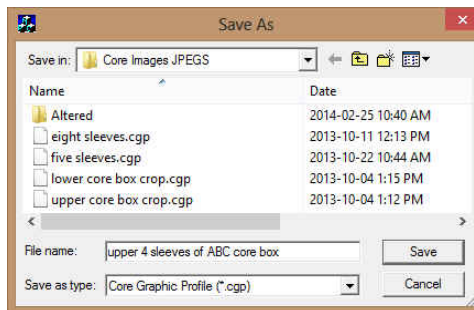 Save As
Save in: Core Images JPEGS
Name Date
Altered 2014-02-25 10:40 AM
eight sleeves.cgp 2013-10-11 12:13 PM
five sleeves.cgp 2013-10-22 10:44 AM
lower core box crop.cgp 2013-10-04 1:15 PM
upper core box crop.cgp 2013-10-04 1:12 PM
File name: upper 4 sleeves of ABC core box Save
Save as type: Core Graphic Profile (*.cgp) Cancel